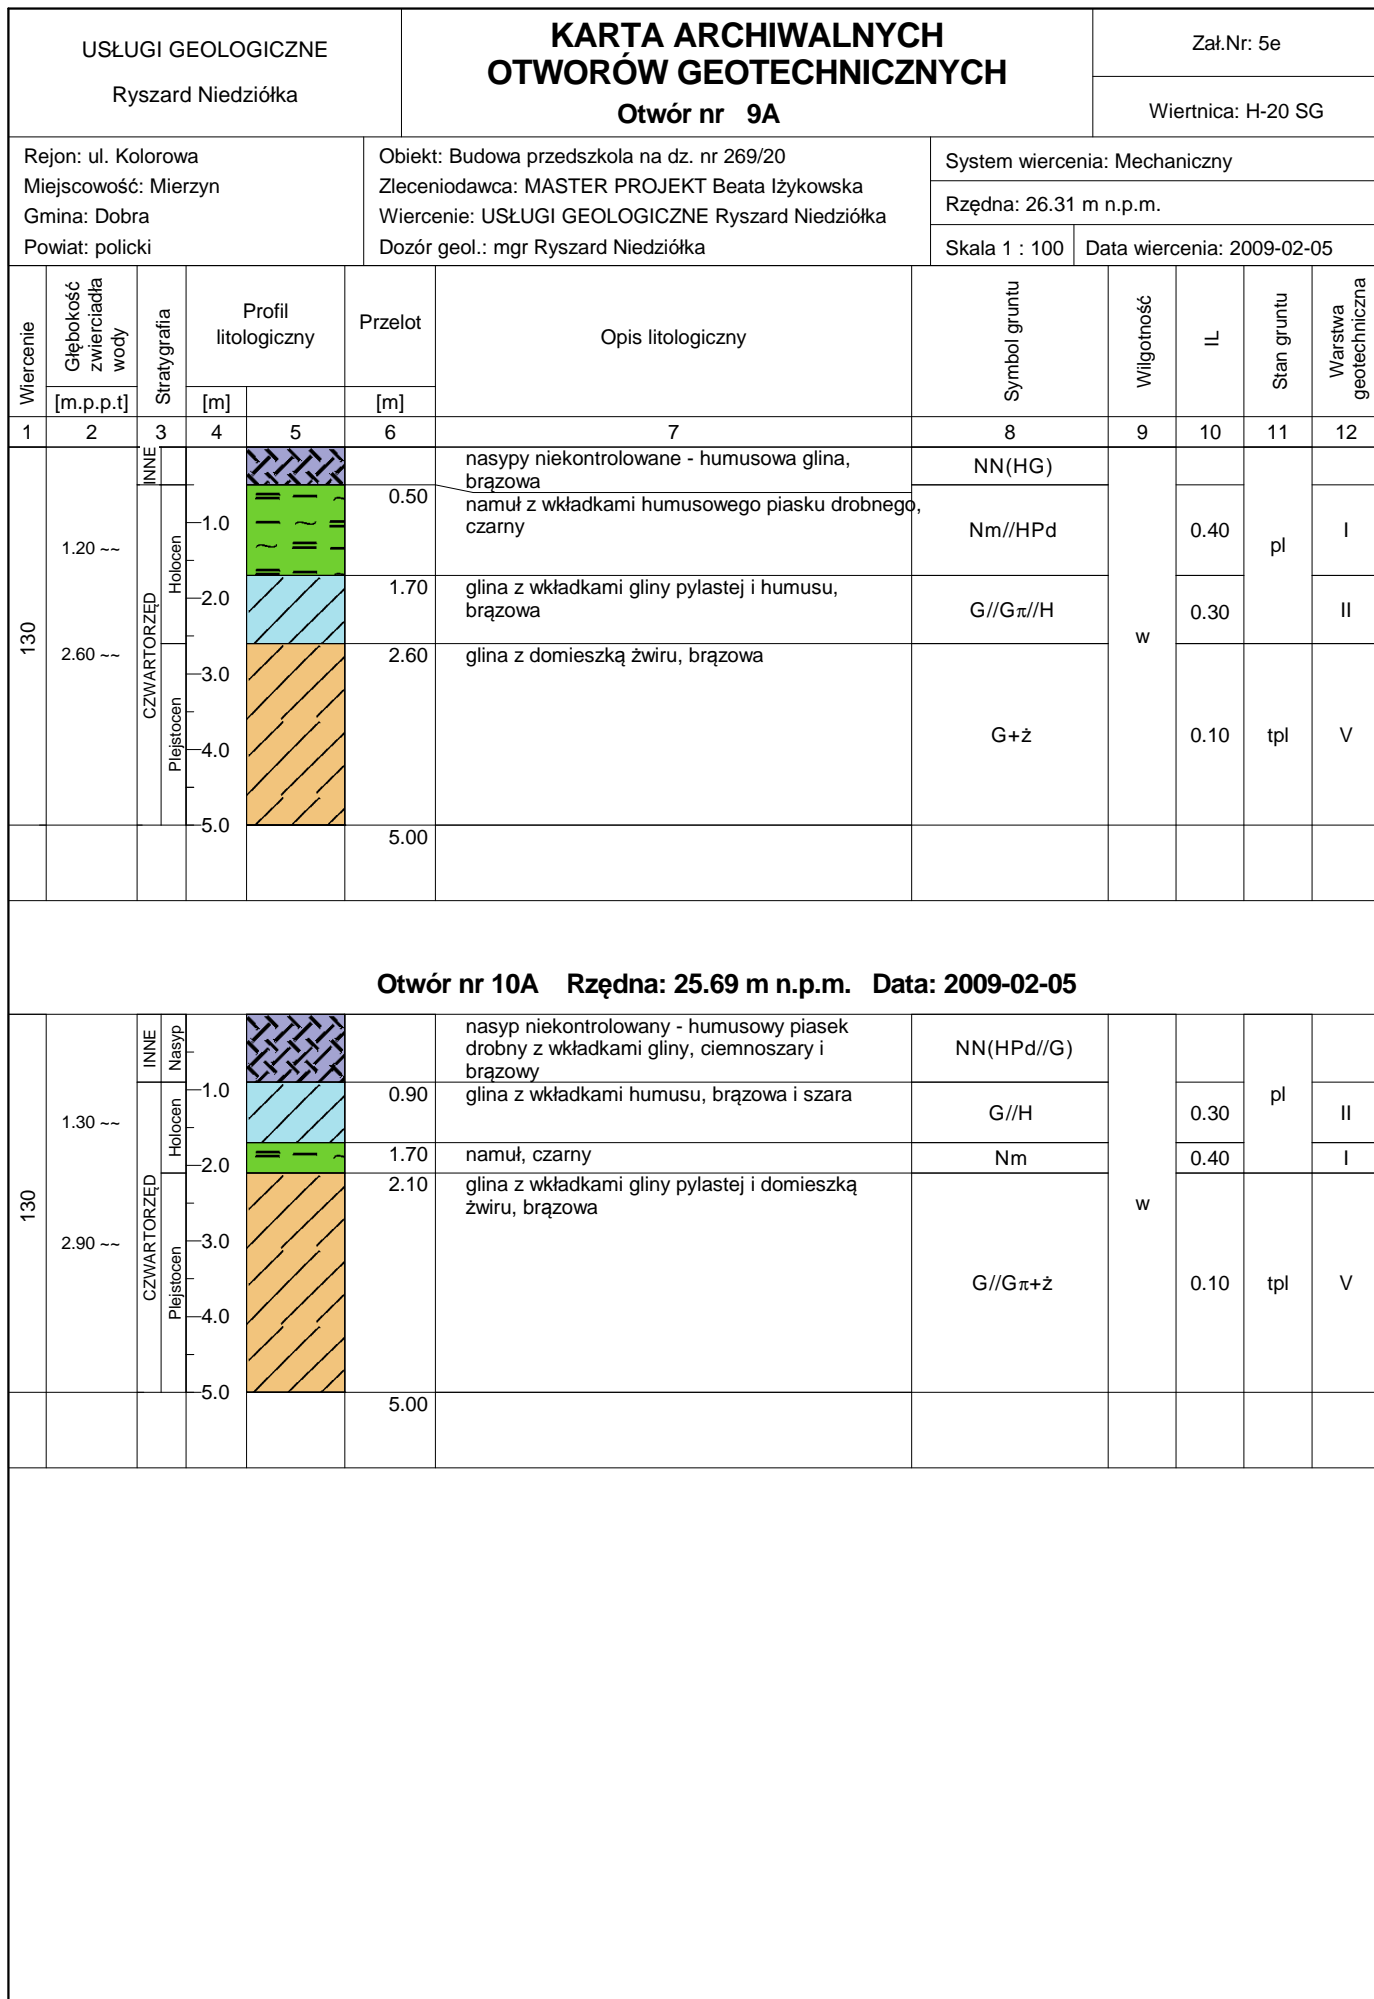 USŁUGI GEOLOGICZNE
Ryszard Niedziółka
KARTA ARCHIWALNYCH
OTWORÓW GEOTECHNICZNYCH
Otwór nr 9A
Zał.Nr: 5e
Wiertnica: H-20 SG
Rejon: ul. Kolorowa
Miejscowość: Mierzyn
Gmina: Dobra
Powiat: policki
Obiekt: Budowa przedszkola na dz. nr 269/20
Zleceniodawca: MASTER PROJEKT Beata Iżykowska
Wiercenie: USŁUGI GEOLOGICZNE Ryszard Niedziółka
Dozór geol.: mgr Ryszard Niedziółka
System wiercenia: Mechaniczny
Rzędna: 26.31 m n.p.m.
Skala 1 : 100 Data wiercenia: 2009-02-05
Wiercenie
Głębokość
zwierciadła
wody
[m.p.p.t]
Stratygrafia
Profil
litologiczny
[m]
Przelot
[m]
Opis litologiczny
Symbol gruntu
Wilgotność
IL
Stan gruntu
Warstwa
geotechniczna
1 2 3 4 5 6 7 8 9 10 11 12
130
1.20 ~~
2.60 ~~
INNE
CZWARTORZĘD
Holocen
Plejstocen
1.0
2.0
3.0
4.0
5.0
nasypy niekontrolowane - humusowa glina,
brązowa
NN(HG)
0.50
namuł z wkładkami humusowego piasku drobnego,
czarny
Nm//HPd 0.40 pl I
1.70 glina z wkładkami gliny pylastej i humusu,
brązowa
G//Gπ//H 0.30 II
w
2.60 glina z domieszką żwiru, brązowa
G+ż 0.10 tpl V
5.00
Otwór nr 10A Rzędna: 25.69 m n.p.m. Data: 2009-02-05
130
1.30 ~~
2.90 ~~
INNE
Nasyp
CZWARTORZĘD
Holocen
Plejstocen
1.0
2.0
3.0
4.0
5.0
nasyp niekontrolowany - humusowy piasek
drobny z wkładkami gliny, ciemnoszary i
brązowy
NN(HPd//G)
0.90 glina z wkładkami humusu, brązowa i szara
G//H 0.30 pl II
1.70 namuł, czarny Nm 0.40 I
2.10 glina z wkładkami gliny pylastej i domieszką
żwiru, brązowa
w
G//Gπ+ż 0.10 tpl V
5.00